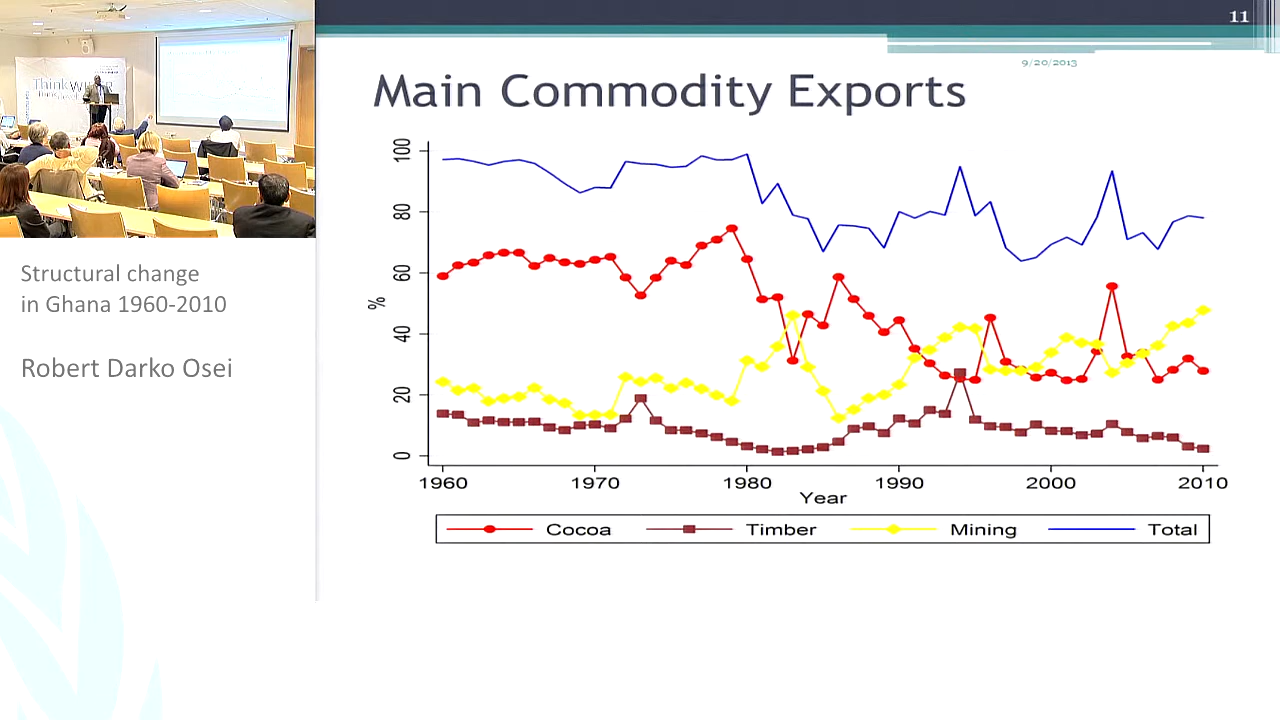 11
9/20/2013
Main Commodity Exports
Think
Structural change
in Ghana 1960-2010
Robert Darko Osei
%
100
80
60
40
20
0
1960 1970 1980 1990 2000 2010
Year
Cocoa Timber Mining Total